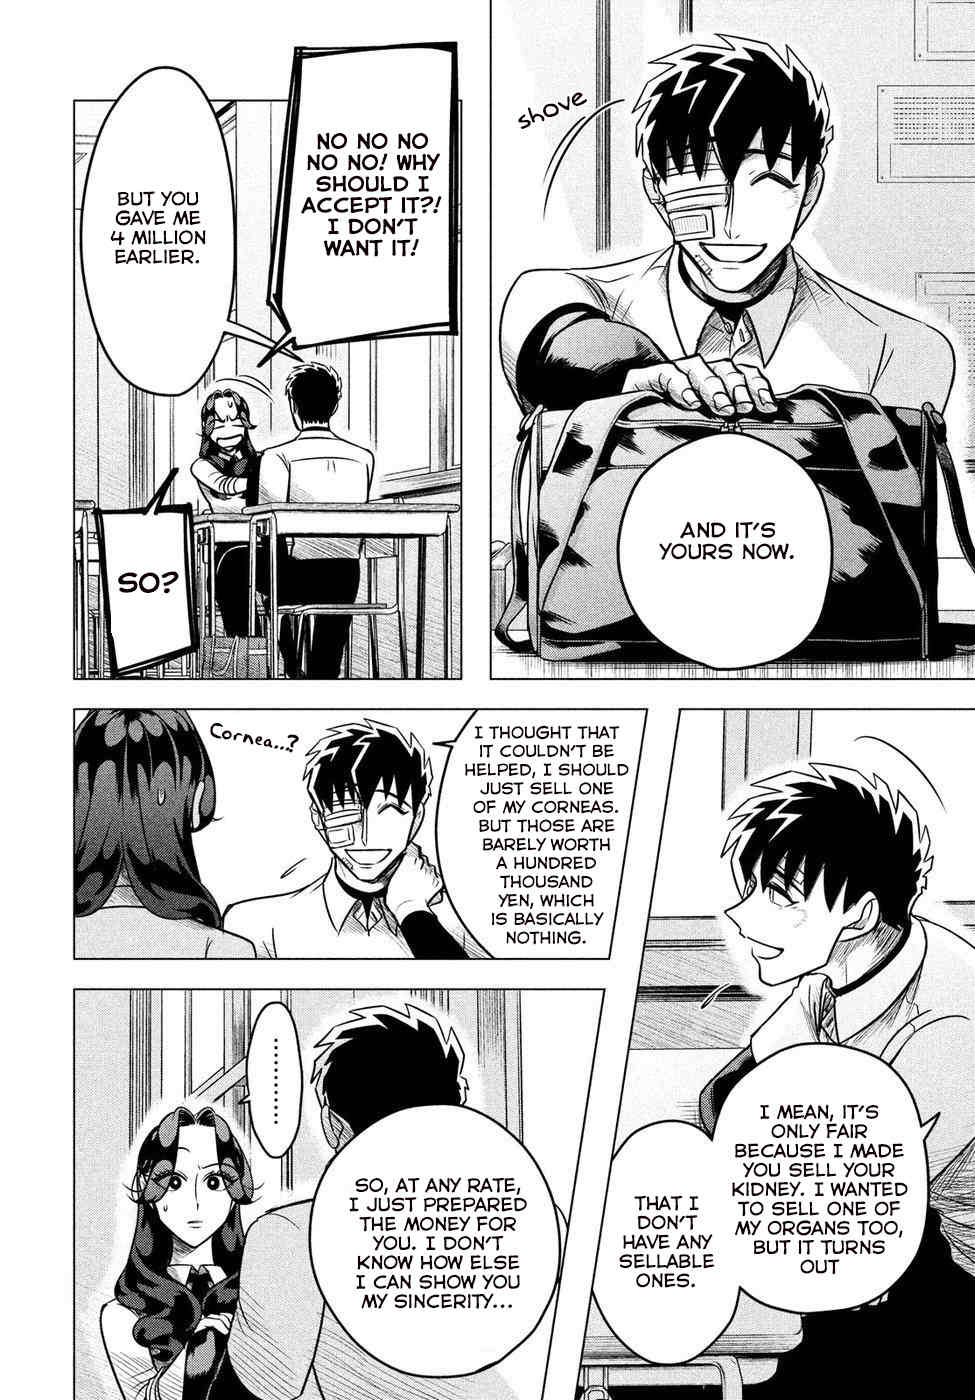 shove
AND IT'S
YOURS NOW.
NO NO NO
NO NO! WHY
SHOULD I
ACCEPT IT?!
I DON'T
WANT IT!
BUT YOU
GAVE ME
4 MILLION
EARLIER.
SO?
I MEAN, IT'S
ONLY FAIR
BECAUSE I MADE
YOU SELL YOUR
KIDNEY. I WANTED
TO SELL ONE OF
MY ORGANS TOO,
BUT IT TURNS
OUT
THAT I
DON'T
HAVE ANY
SELLABLE
ONES.
I THOUGHT THAT
IT COULDN'T BE
HELPED, I SHOULD
JUST SELL ONE
OF MY CORNEAS.
BUT THOSE ARE
BARELY WORTH
A HUNDRED
THOUSAND
YEN, WHICH
IS BASICALLY
NOTHING.
Cornea...?
SO, AT ANY RATE,
I JUST PREPARED
THE MONEY FOR
YOU. I DON'T
KNOW HOW ELSE
I CAN SHOW YOU
MY SINCERITY...
.........